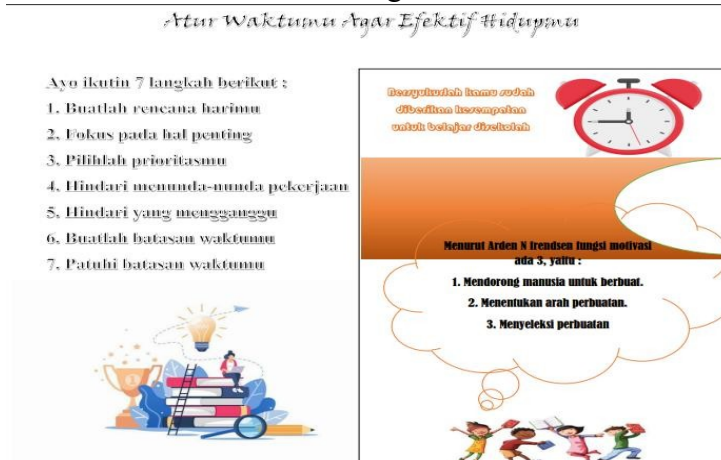 Atur Waktumu Agar Efektif Hidupmu
Ayo ikutin 7 langkah berikut :
1. Buatlah rencana harimu
2. Fokus pada hal penting
3. Pilihlah prioritasmu
4. Hindari menunda-nunda pekerjaan
5. Hindari yang mengganggu
6. Buatlah batasan waktumu
7. Patuhi batasan waktumu
Bersyukurlah kamu sudah
diberikan kesempatan
untuk belajar disekolah
Menurut Arden N frendsen fungsi motivasi
ada 3, yaitu :
1. Mendorong manusia untuk berbuat.
2. Menentukan arah perbuatan.
3. Menyeleksi perbuatan